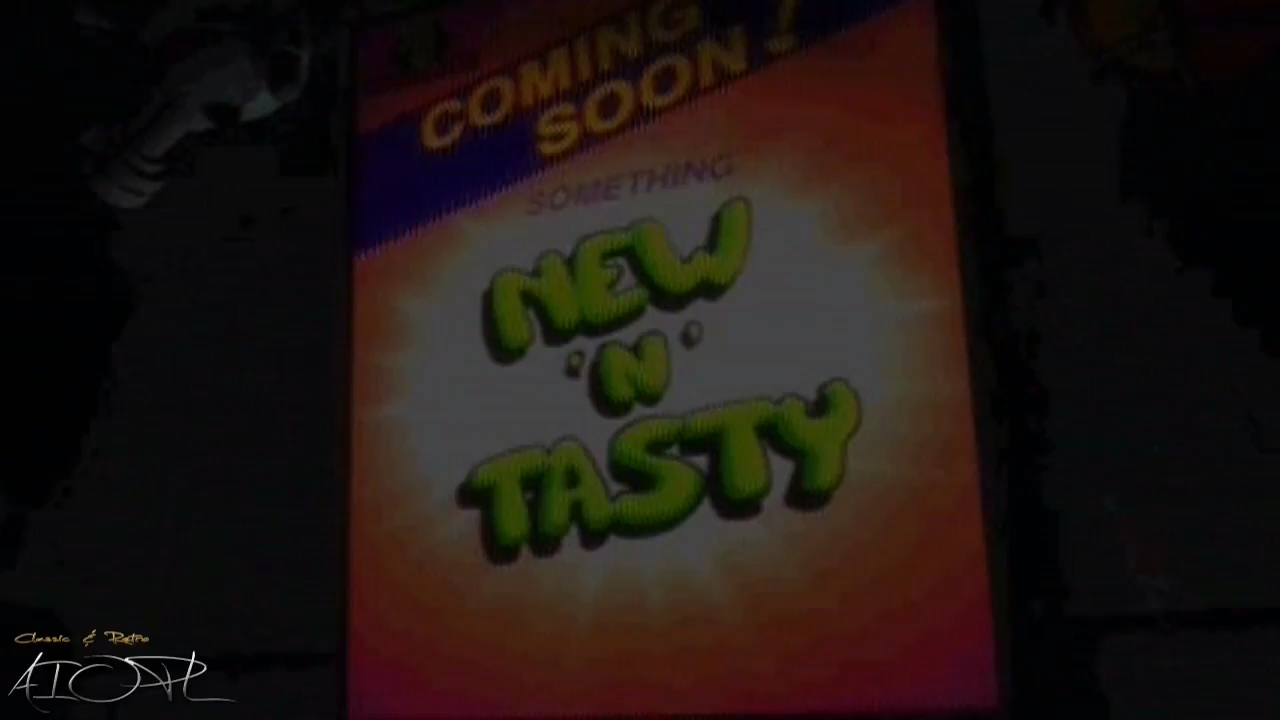 COMING
SOON!
SOMETHING
NEW
'N'
TASTY
Classic & Retro